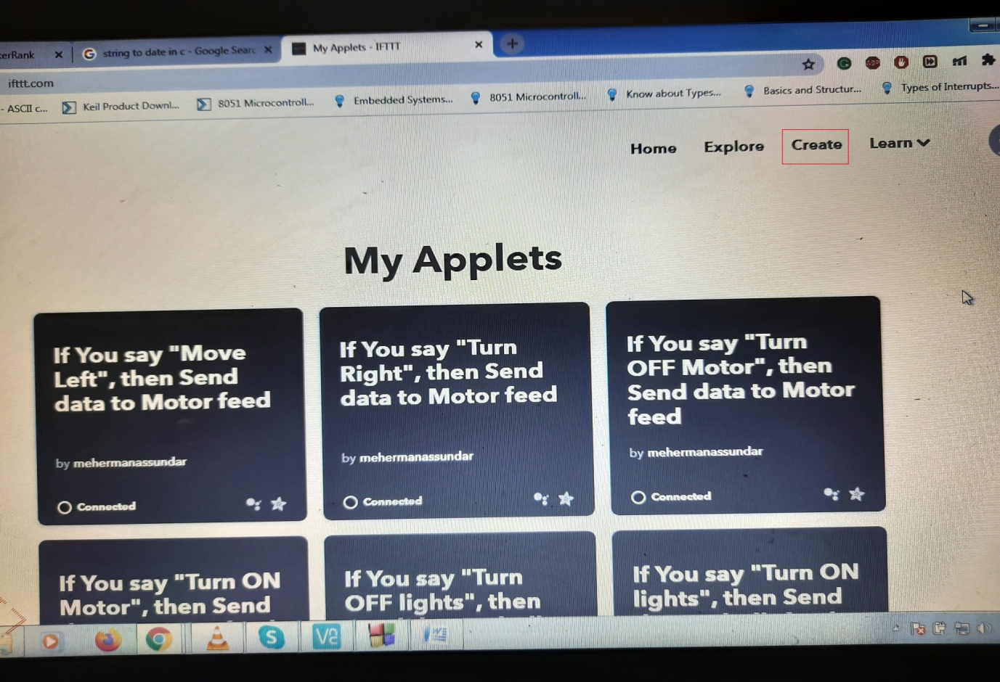 erRank
string to date in c - Google Searc
My Applets - IFTTT
ifttt.com
- ASCII c...
Keil Product Downl...
8051 Microcontroll...
Embedded Systems...
8051 Microcontroll...
Know about Types...
Basics and Structur...
Types of Interrupts...
Home
Explore
Create
Learn
My Applets
If You say "Move
Left", then Send
data to Motor feed
by mehermanassundar
Connected
If You say "Turn
Right", then Send
data to Motor feed
by mehermanassundar
Connected
If You say "Turn
OFF Motor", then
Send data to Motor
feed
by mehermanassundar
Connected
If You say "Turn ON
Motor", then Send
If You say "Turn
OFF lights", then
If You say "Turn ON
lights", then Send